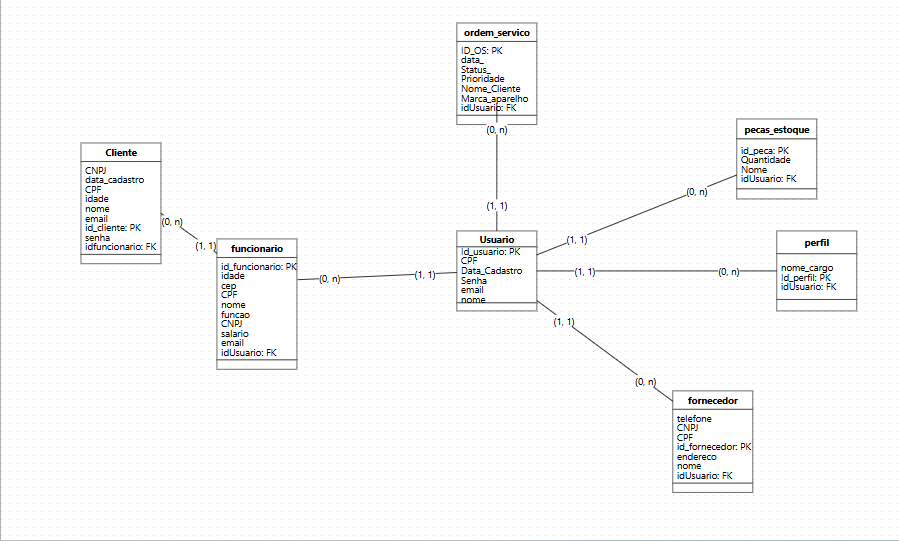 ordem_servico
ID_OS: PK
data_
Status_
Prioridade
Nome_Cliente
Marca_aparelho
idUsuario: FK
(0, n)
(1, 1)
pecas_estoque
id_peca: PK
Quantidade
Nome
idUsuario: FK
(0, n)
(1, 1)
Cliente
CNPJ
data_cadastro
CPF
idade
nome
email
id_cliente: PK
senha
idfuncionario: FK
(0, n)
(1, 1)
funcionario
id_funcionario: PK
idade
cep
CPF
nome
funcao
CNPJ
salario
email
idUsuario: FK
(0, n)
(1, 1)
Usuario
Id_usuario: PK
CPF
Data_Cadastro
Senha
email
nome
(1, 1)
(0, n)
perfil
nome_cargo
Id_perfil: PK
idUsuario: FK
(1, 1)
(0, n)
fornecedor
telefone
CNPJ
CPF
id_fornecedor: PK
endereco
nome
idUsuario: FK